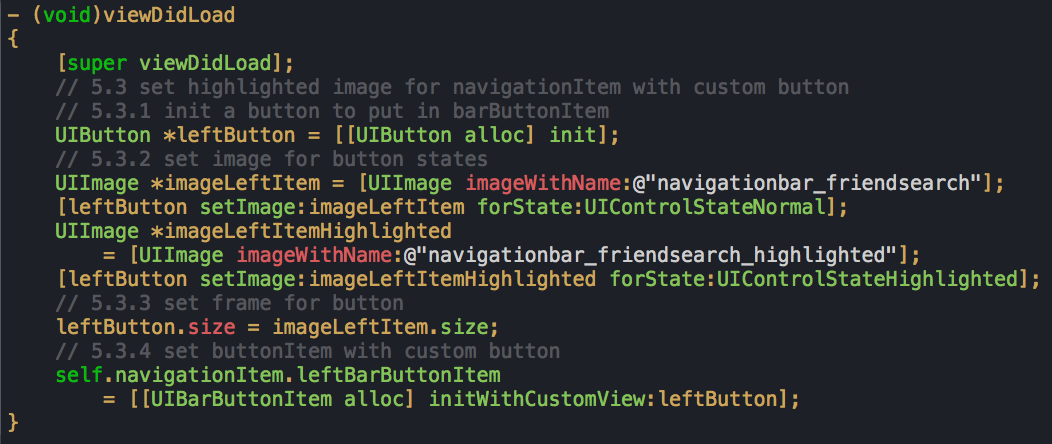 - (void)viewDidLoad
{
    [super viewDidLoad];
    // 5.3 set highlighted image for navigationItem with custom button
    // 5.3.1 init a button to put in barButtonItem
    UIButton *leftButton = [[UIButton alloc] init];
    // 5.3.2 set image for button states
    UIImage *imageLeftItem = [UIImage imageWithName:@"navigationbar_friendsearch"];
    [leftButton setImage:imageLeftItem forState:UIControlStateNormal];
    UIImage *imageLeftItemHighlighted
        = [UIImage imageWithName:@"navigationbar_friendsearch_highlighted"];
    [leftButton setImage:imageLeftItemHighlighted forState:UIControlStateHighlighted];
    // 5.3.3 set frame for button
    leftButton.size = imageLeftItem.size;
    // 5.3.4 set buttonItem with custom button
    self.navigationItem.leftBarButtonItem
        = [[UIBarButtonItem alloc] initWithCustomView:leftButton];
}